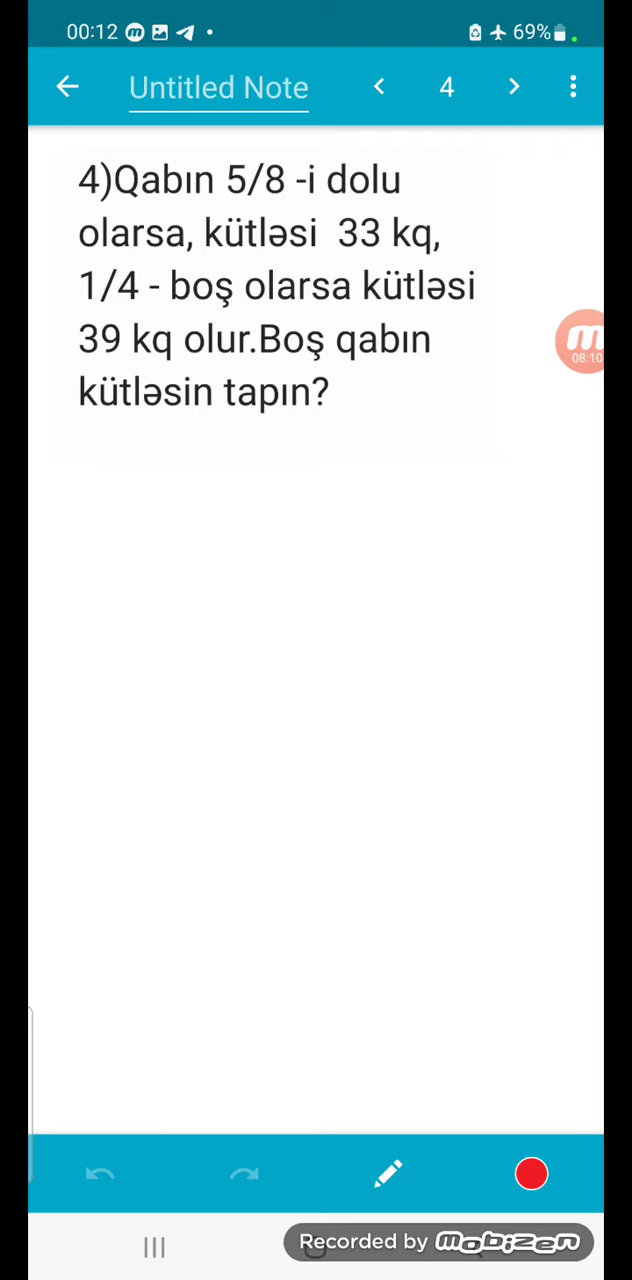 00:12 69%
Untitled Note 4
4)Qabın 5/8 -i dolu
olarsa, kütləsi 33 kq,
1/4 - boş olarsa kütləsi
39 kq olur.Boş qabın
kütləsin tapın?
m
08:10
Recorded by mobizen